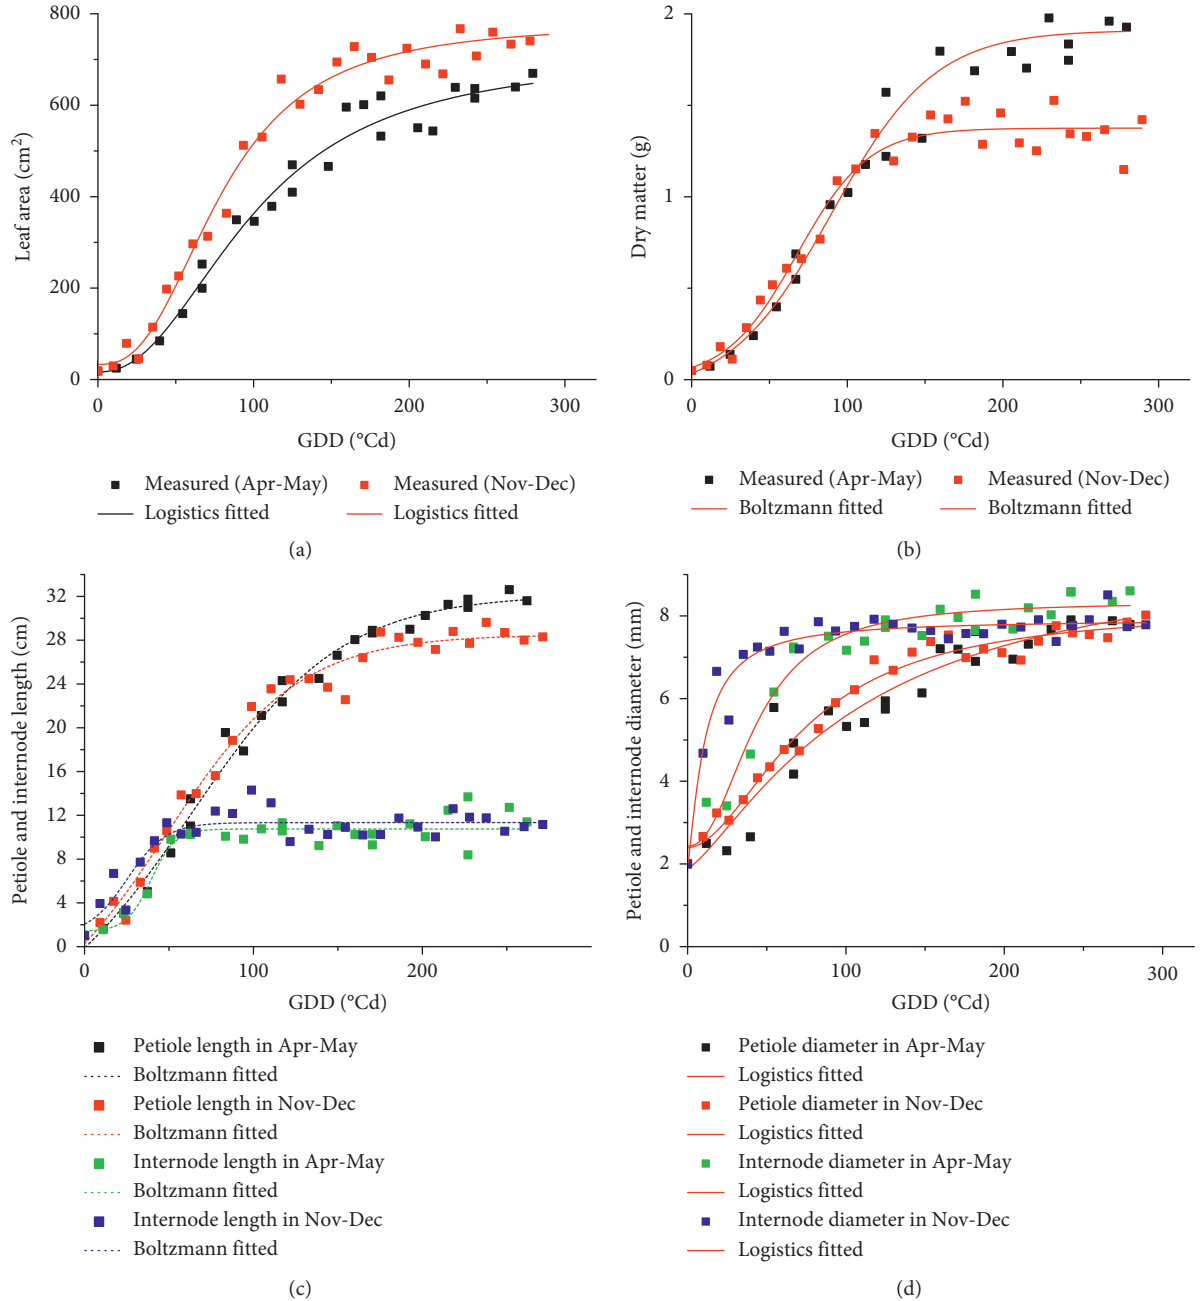 800
600
400
200
0
Leaf area (cm²)
0 100 200 300
GDD (°Cd)
Measured (Apr-May) Measured (Nov-Dec)
Logistics fitted Logistics fitted
(a)
2
1
0
Dry matter (g)
0 100 200 300
GDD (°Cd)
Measured (Apr-May) Measured (Nov-Dec)
Boltzmann fitted Boltzmann fitted
(b)
32
28
24
20
16
12
8
4
0
Petiole and internode length (cm)
0 100 200
GDD (°Cd)
Petiole length in Apr-May
Boltzmann fitted
Petiole length in Nov-Dec
Boltzmann fitted
Internode length in Apr-May
Boltzmann fitted
Internode length in Nov-Dec
Boltzmann fitted
(c)
8
6
4
2
0
Petiole and internode diameter (mm)
0 100 200 300
GDD (°Cd)
Petiole diameter in Apr-May
Logistics fitted
Petiole diameter in Nov-Dec
Logistics fitted
Internode diameter in Apr-May
Logistics fitted
Internode diameter in Nov-Dec
Logistics fitted
(d)